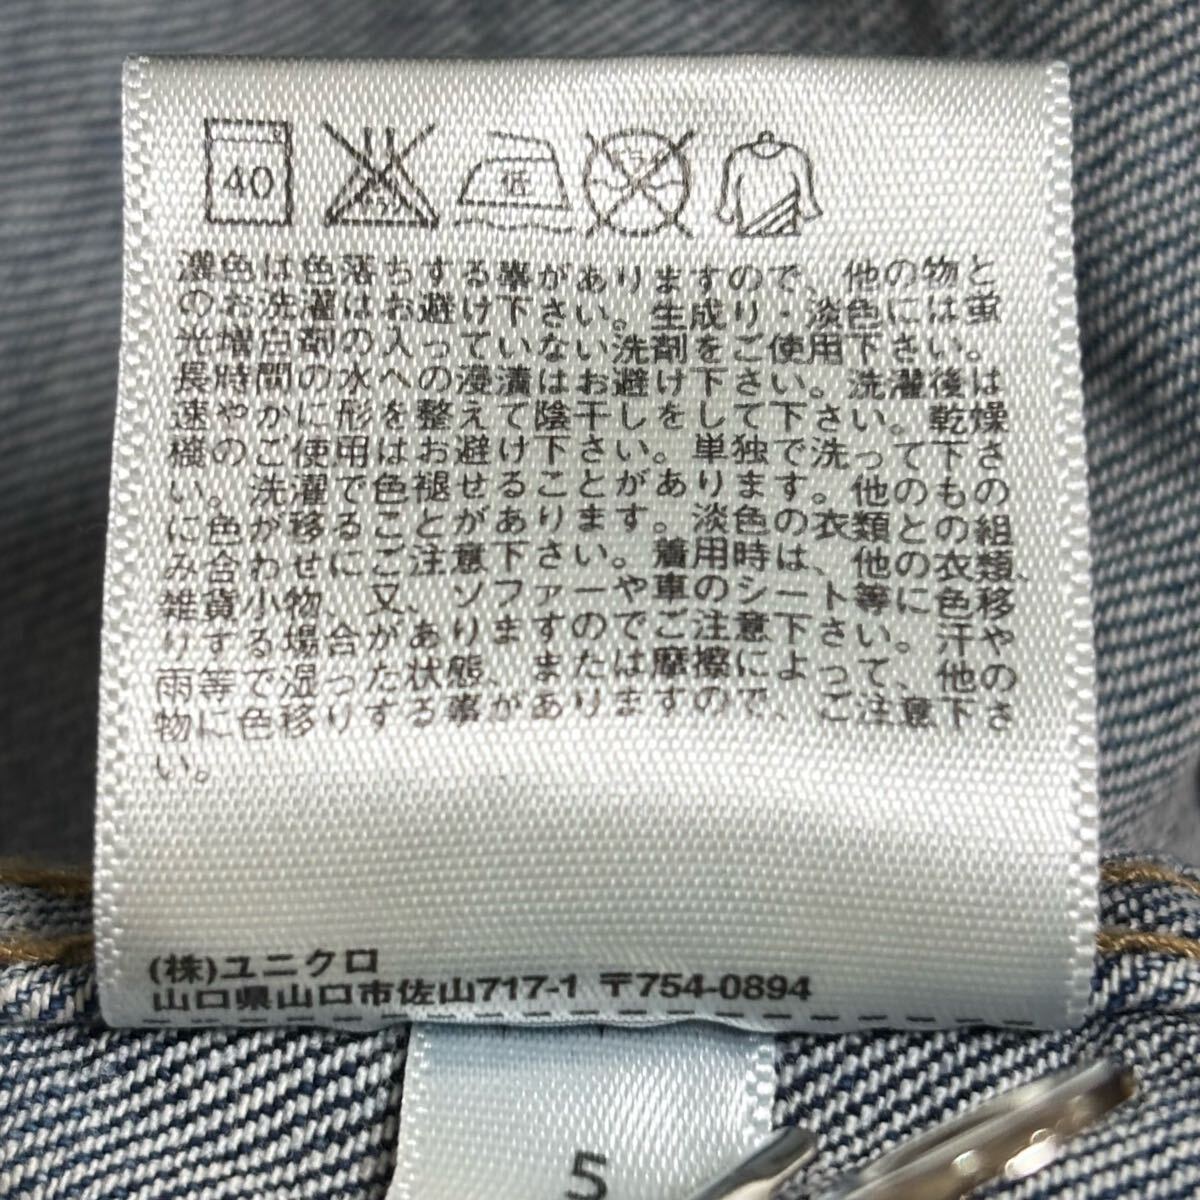 40
エンソ
サラシ
低
ドライ
濃色は色落ちする事がありますので、他の物と
のお洗濯はお避け下さい。生成り・淡色には蛍
光増白剤の入っていない洗剤をご使用下さい。
長時間の水への浸漬はお避け下さい。洗濯後は
速やかに形を整えて陰干しをして下さい。乾燥
機のご使用はお避け下さい。単独で洗って下さ
い。洗濯で色褪せることがあります。他のもの
に色が移ることがあります。淡色の衣類との組
み合わせにご注意下さい。着用時は、他の衣類、
雑貨小物、又、ソファーや車のシート等に色移
りする場合がありますのでご注意下さい。汗や
雨等で湿った状態、または摩擦によって、他の
物に色移りする事がありますので、ご注意下さ
い。
(株)ユニクロ
山口県山口市佐山717-1 〒754-0894
5